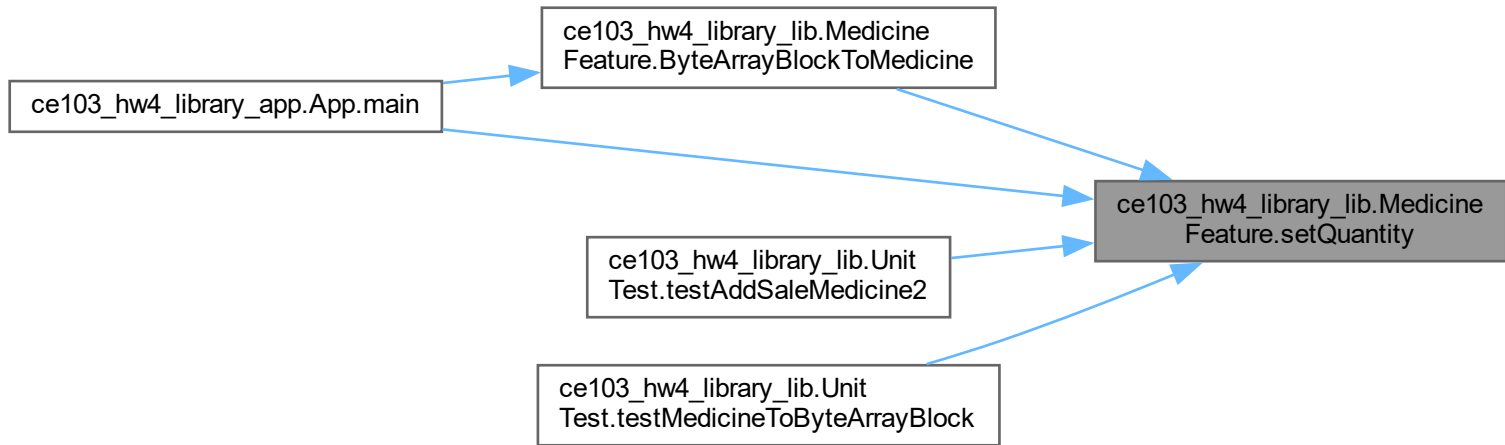 ce103_hw4_library_lib.Medicine
Feature.ByteArrayBlockToMedicine
ce103_hw4_library_app.App.main
ce103_hw4_library_lib.Medicine
Feature.setQuantity
ce103_hw4_library_lib.Unit
Test.testAddSaleMedicine2
ce103_hw4_library_lib.Unit
Test.testMedicineToByteArrayBlock